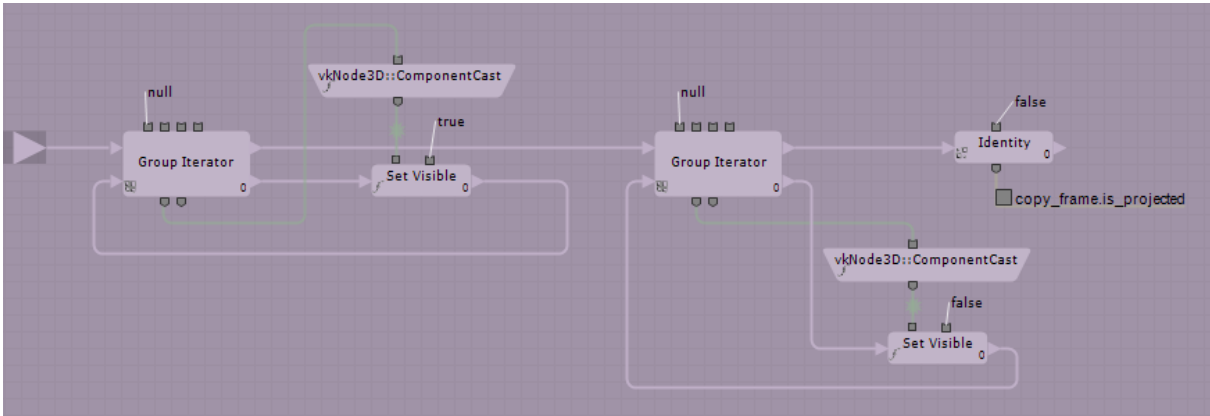 null
vkNode3D::ComponentCast
true
Group Iterator
0
Set Visible
0
null
Group Iterator
0
false
Identity
0
copy_frame.is_projected
vkNode3D::ComponentCast
false
Set Visible
0